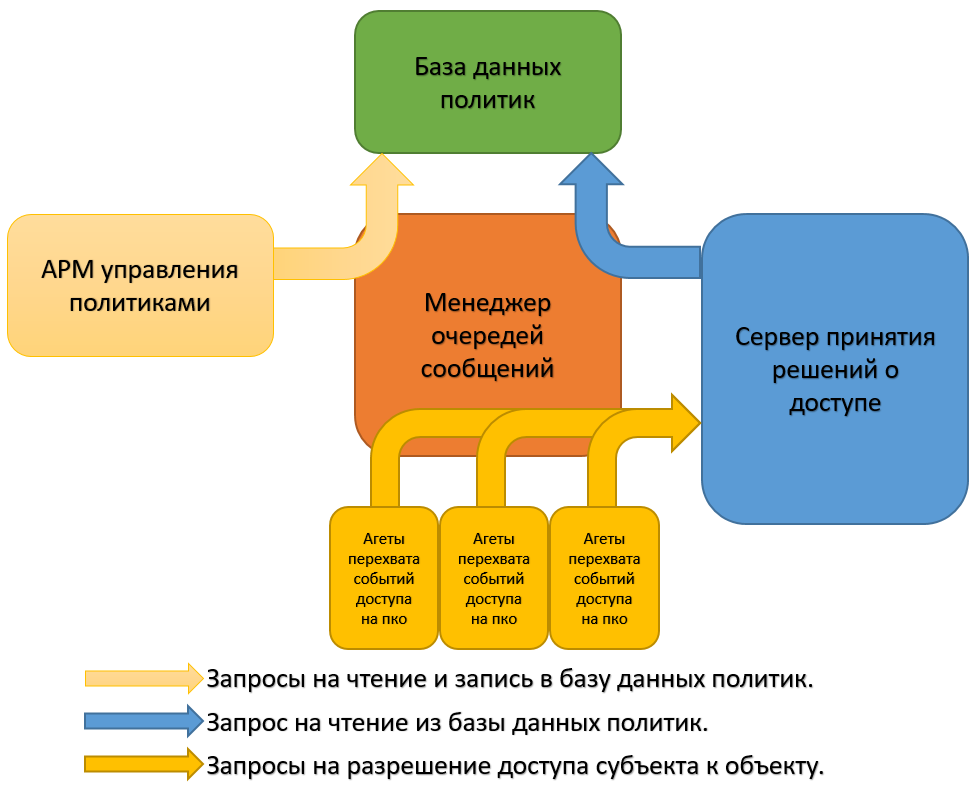 База данных
политик
АРМ управления
политиками
Менеджер
очередей
сообщений
Сервер принятия
решений о
доступе
Агеты
перехвата
событий
доступа
на пко
Агеты
перехвата
событий
доступа
на пко
Агеты
перехвата
событий
доступа
на пко
Запросы на чтение и запись в базу данных политик.
Запрос на чтение из базы данных политик.
Запросы на разрешение доступа субъекта к объекту.